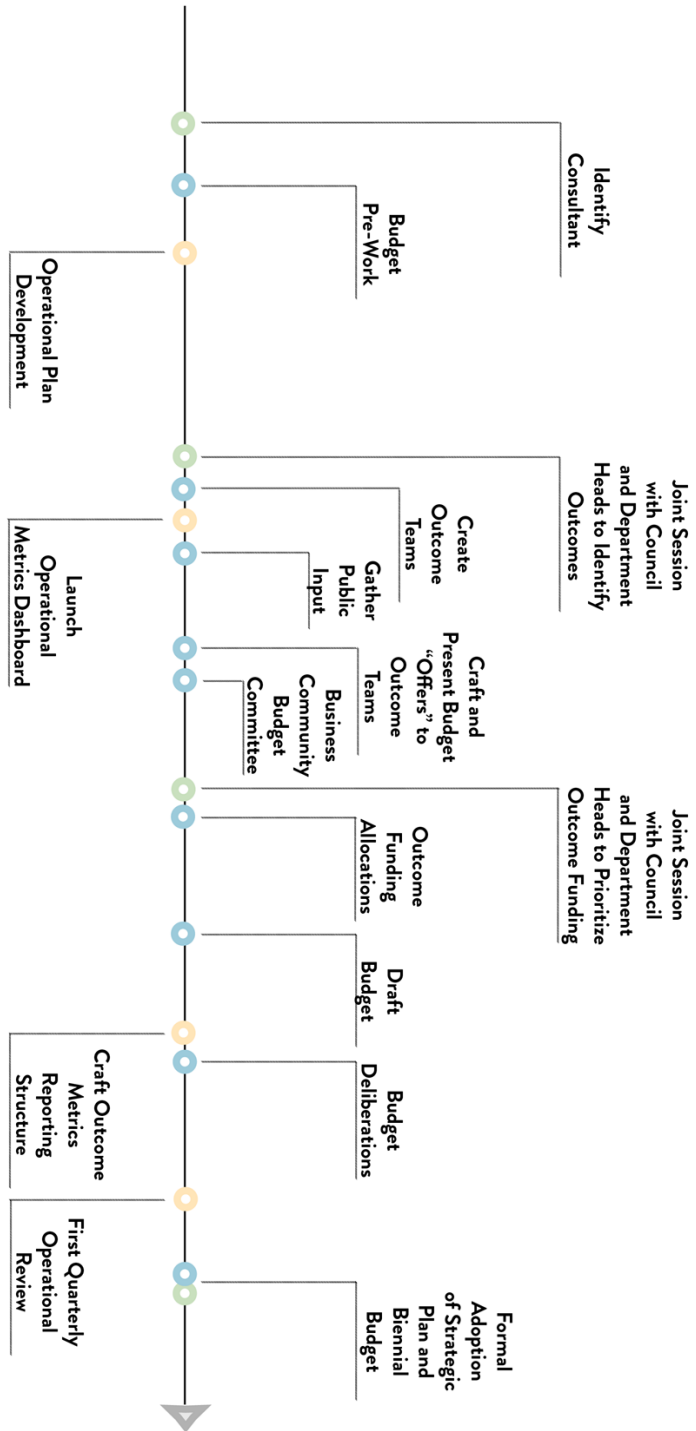 Identify
Consultant
Budget
Pre-Work
Operational Plan
Development
Joint Session
with Council
and Department
Heads to Identify
Outcomes
Create
Outcome
Teams
Launch
Operational
Metrics Dashboard
Gather
Public
Input
Craft and
Present Budget
“Offers” to
Outcome
Teams
Business
Community
Budget
Committee
Joint Session
with Council
and Department
Heads to Prioritize
Outcome Funding
Outcome
Funding
Allocations
Draft
Budget
Craft Outcome
Metrics
Reporting
Structure
Budget
Deliberations
First Quarterly
Operational
Review
Formal
Adoption
of Strategic
Plan and
Biennial
Budget